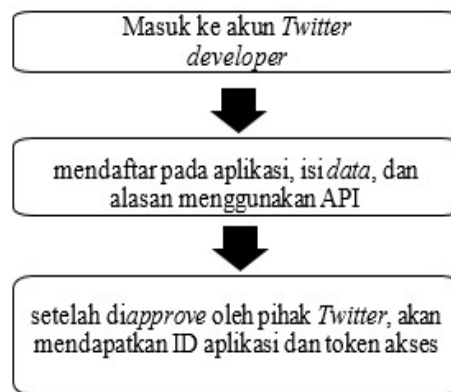 Masuk ke akun Twitter
developer
mendaftar pada aplikasi, isi data, dan
alasan menggunakan API
setelah diapprove oleh pihak Twitter, akan
mendapatkan ID aplikasi dan token akses